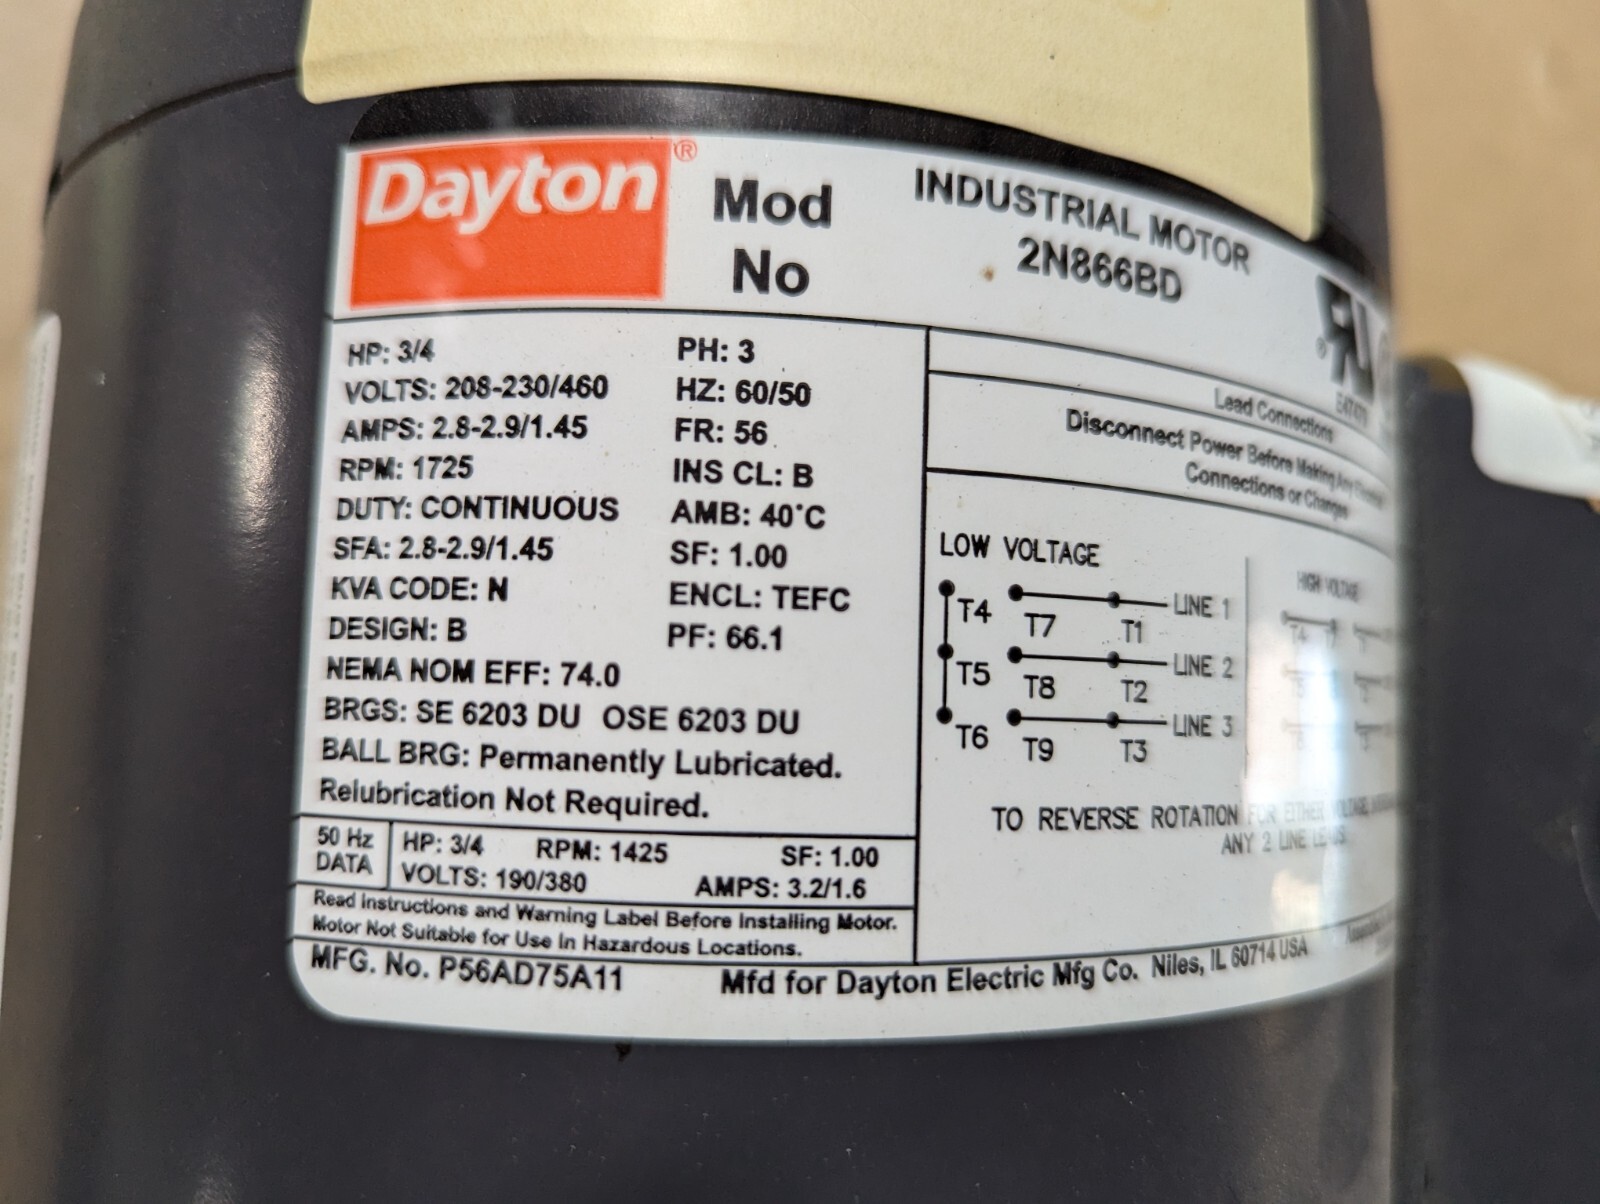 Dayton®
Mod
No
INDUSTRIAL MOTOR
2N866BD
HP: 3/4
PH: 3
VOLTS: 208-230/460
HZ: 60/50
AMPS: 2.8-2.9/1.45
FR: 56
RPM: 1725
INS CL: B
DUTY: CONTINUOUS
AMB: 40°C
SFA: 2.8-2.9/1.45
SF: 1.00
KVA CODE: N
ENCL: TEFC
DESIGN: B
PF: 66.1
NEMA NOM EFF: 74.0
BRGS: SE 6203 DU OSE 6203 DU
BALL BRG: Permanently Lubricated.
Relubrication Not Required.
50 Hz
DATA
HP: 3/4 RPM: 1425 SF: 1.00
VOLTS: 190/380 AMPS: 3.2/1.6
Read Instructions and Warning Label Before Installing Motor.
Motor Not Suitable for Use In Hazardous Locations.
MFG. No. P56AD75A11
Mfd for Dayton Electric Mfg Co. Niles, IL 60714 USA
Lead Connections
Disconnect Power Before Making Any
Connections or Changes
LOW VOLTAGE
T4 T7 T1 LINE 1
T5 T8 T2 LINE 2
T6 T9 T3 LINE 3
HIGH VOLTAGE
TO REVERSE ROTATION FOR EITHER VOLTAGE,
ANY 2 LINE